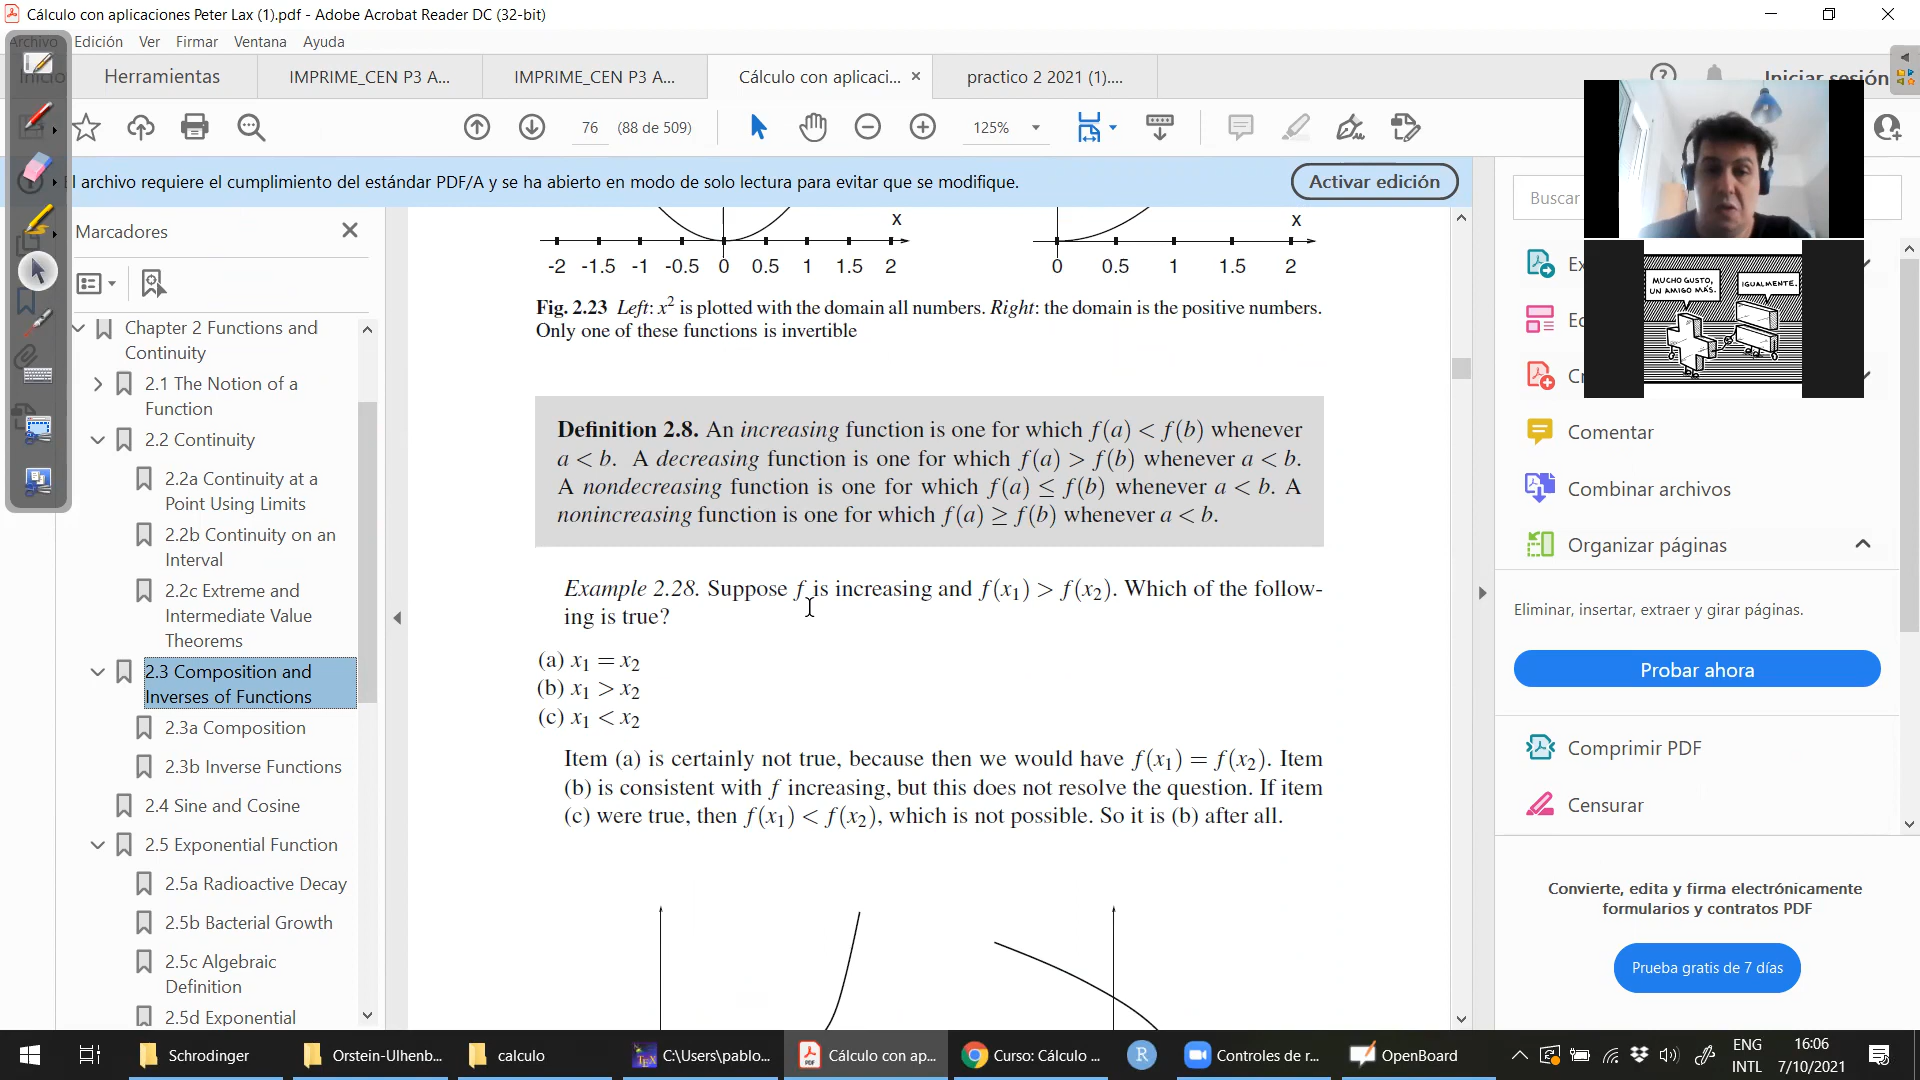 Cálculo con aplicaciones Peter Lax (1).pdf - Adobe Acrobat Reader DC (32-bit)
Archivo Edición Ver Firmar Ventana Ayuda
Inicio Herramientas IMPRIME_CEN P3 A... IMPRIME_CEN P3 A... Cálculo con aplicaci... × practico 2 2021 (1).... Iniciar sesión
76 (88 de 509) 125%
l archivo requiere el cumplimiento del estándar PDF/A y se ha abierto en modo de solo lectura para evitar que se modifique. Activar edición
Marcadores
Chapter 2 Functions and
Continuity
2.1 The Notion of a
Function
2.2 Continuity
2.2a Continuity at a
Point Using Limits
2.2b Continuity on an
Interval
2.2c Extreme and
Intermediate Value
Theorems
2.3 Composition and
Inverses of Functions
2.3a Composition
2.3b Inverse Functions
2.4 Sine and Cosine
2.5 Exponential Function
2.5a Radioactive Decay
2.5b Bacterial Growth
2.5c Algebraic
Definition
2.5d Exponential
x x
-2 -1.5 -1 -0.5 0 0.5 1 1.5 2 0 0.5 1 1.5 2
Fig. 2.23 Left: x² is plotted with the domain all numbers. Right: the domain is the positive numbers.
Only one of these functions is invertible
Definition 2.8. An increasing function is one for which f(a) < f(b) whenever
a < b. A decreasing function is one for which f(a) > f(b) whenever a < b.
A nondecreasing function is one for which f(a) ≤ f(b) whenever a < b. A
nonincreasing function is one for which f(a) ≥ f(b) whenever a < b.
Example 2.28. Suppose f is increasing and f(x₁) > f(x₂). Which of the follow-
ing is true?
(a) x₁ = x₂
(b) x₁ > x₂
(c) x₁ < x₂
Item (a) is certainly not true, because then we would have f(x₁) = f(x₂). Item
(b) is consistent with f increasing, but this does not resolve the question. If item
(c) were true, then f(x₁) < f(x₂), which is not possible. So it is (b) after all.
Buscar
MUCHO GUSTO,
UN AMIGO MÁS.
IGUALMENTE.
Ex
Ed
Cr
Comentar
Combinar archivos
Organizar páginas
Eliminar, insertar, extraer y girar páginas.
Probar ahora
Comprimir PDF
Censurar
Convierte, edita y firma electrónicamente
formularios y contratos PDF
Prueba gratis de 7 días
Schrodinger Orstein-Ulhenb... calculo C:\Users\pablo... Cálculo con ap... Curso: Cálculo ... R Controles de r... OpenBoard
ENG
INTL
16:06
7/10/2021